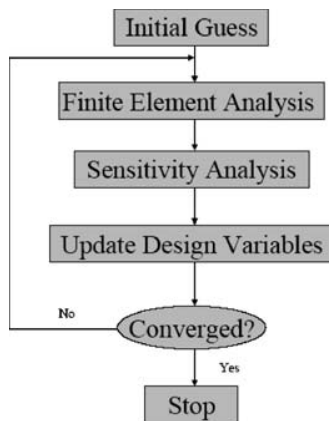 Initial Guess
Finite Element Analysis
Sensitivity Analysis
Update Design Variables
No
Converged?
Yes
Stop